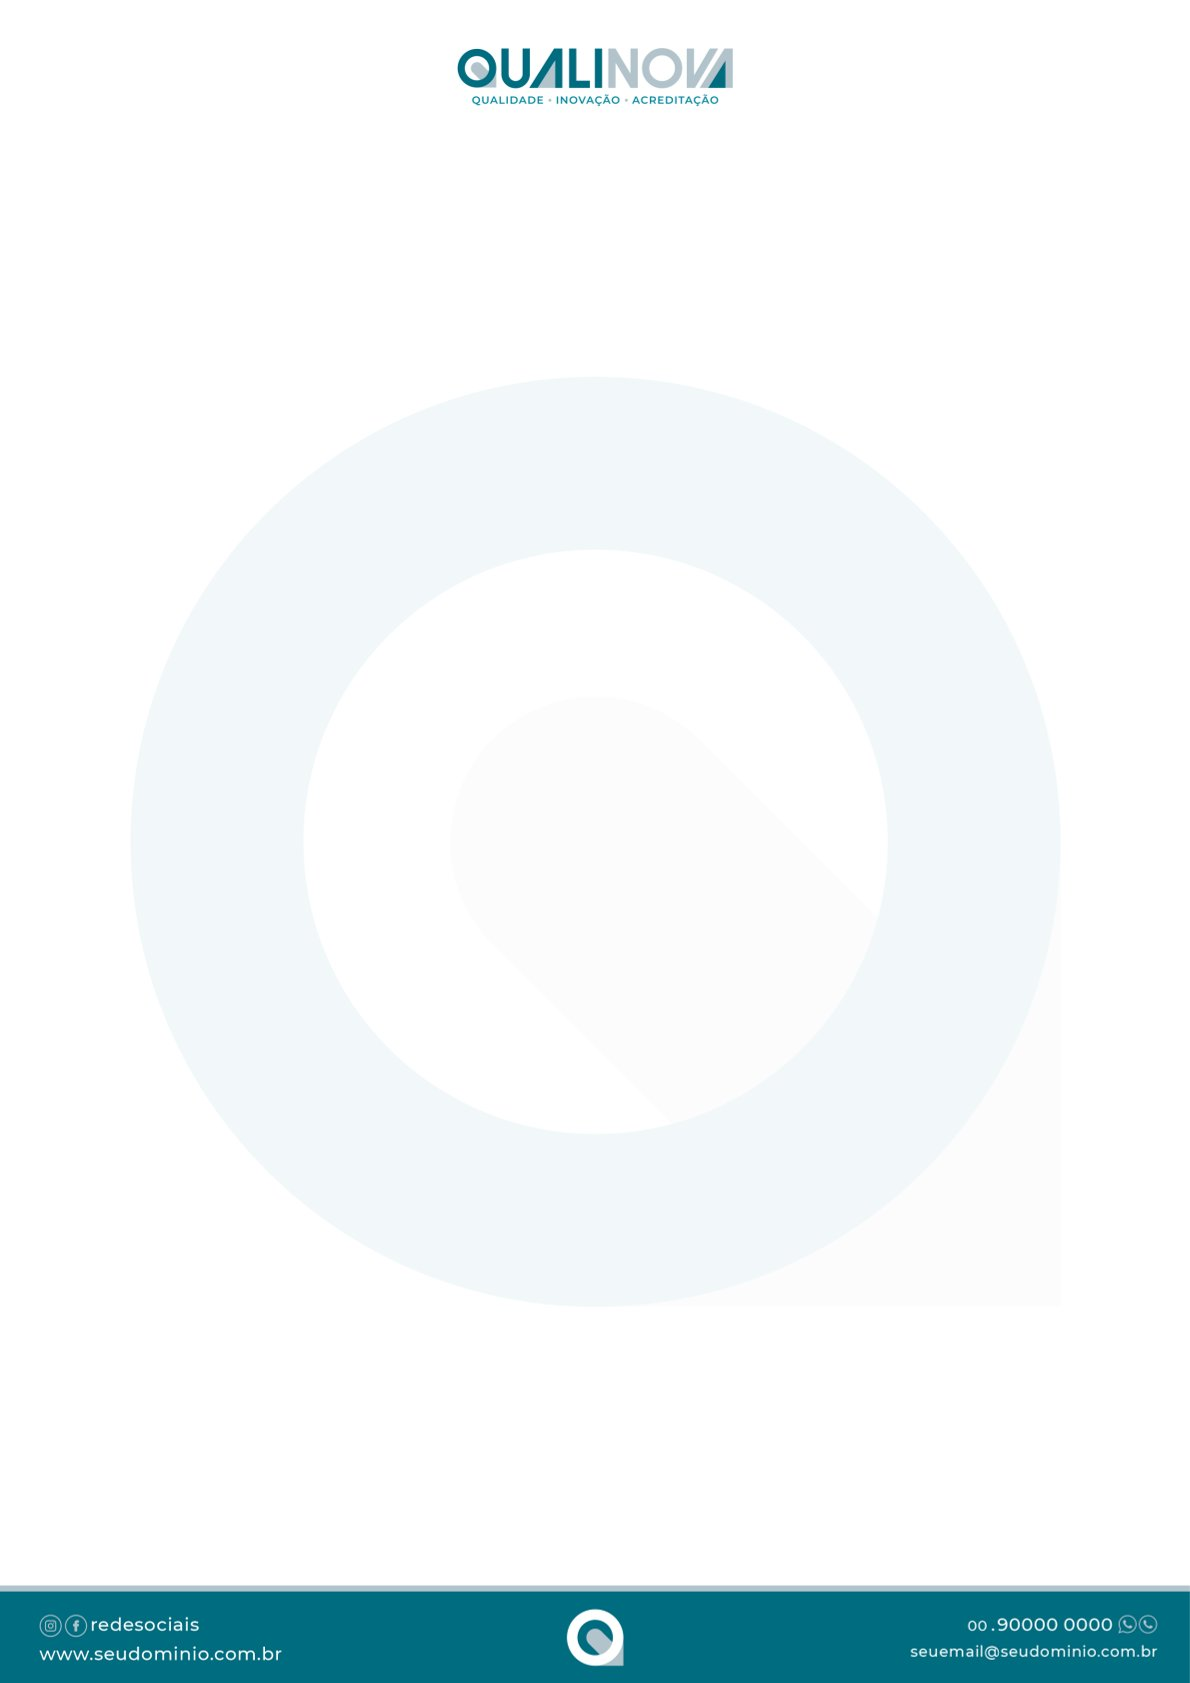 QUALINOVA
QUALIDADE • INOVAÇÃO • ACREDITAÇÃO
redesociais
www.seudominio.com.br
00.90000 0000
seuemail@seudominio.com.br